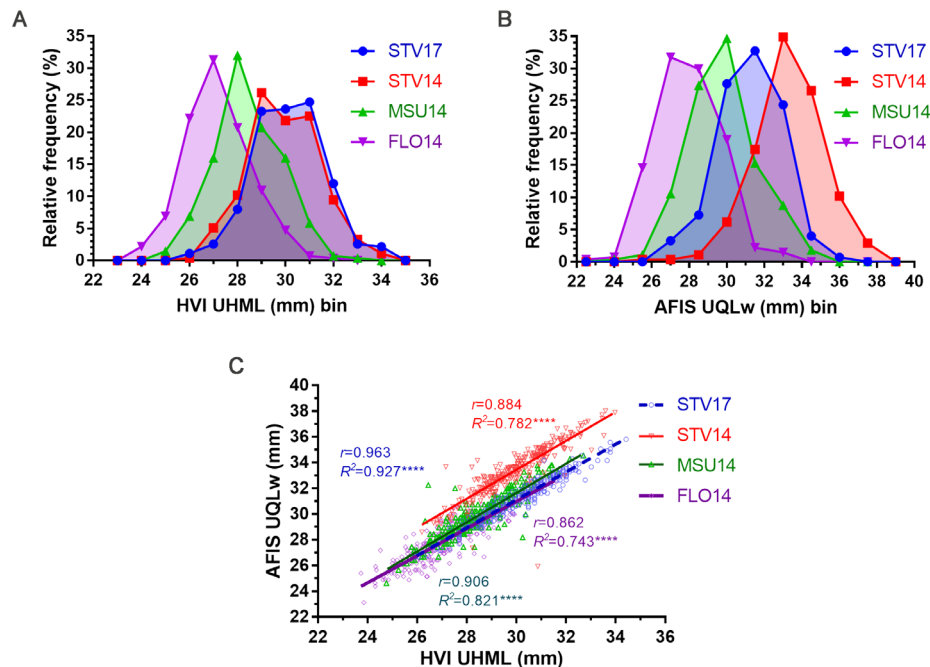 A
Relative frequency (%)
35
30
25
20
15
10
5
0
22 24 26 28 30 32 34 36
HVI UHML (mm) bin
STV17
STV14
MSU14
FLO14
B
Relative frequency (%)
35
30
25
20
15
10
5
0
22 24 26 28 30 32 34 36 38 40
AFIS UQLw (mm) bin
STV17
STV14
MSU14
FLO14
C
AFIS UQLw (mm)
40
38
36
34
32
30
28
26
24
22
22 24 26 28 30 32 34 36
HVI UHML (mm)
r=0.884
R²=0.782****
r=0.963
R²=0.927****
r=0.862
R²=0.743****
r=0.906
R²=0.821****
STV17
STV14
MSU14
FLO14